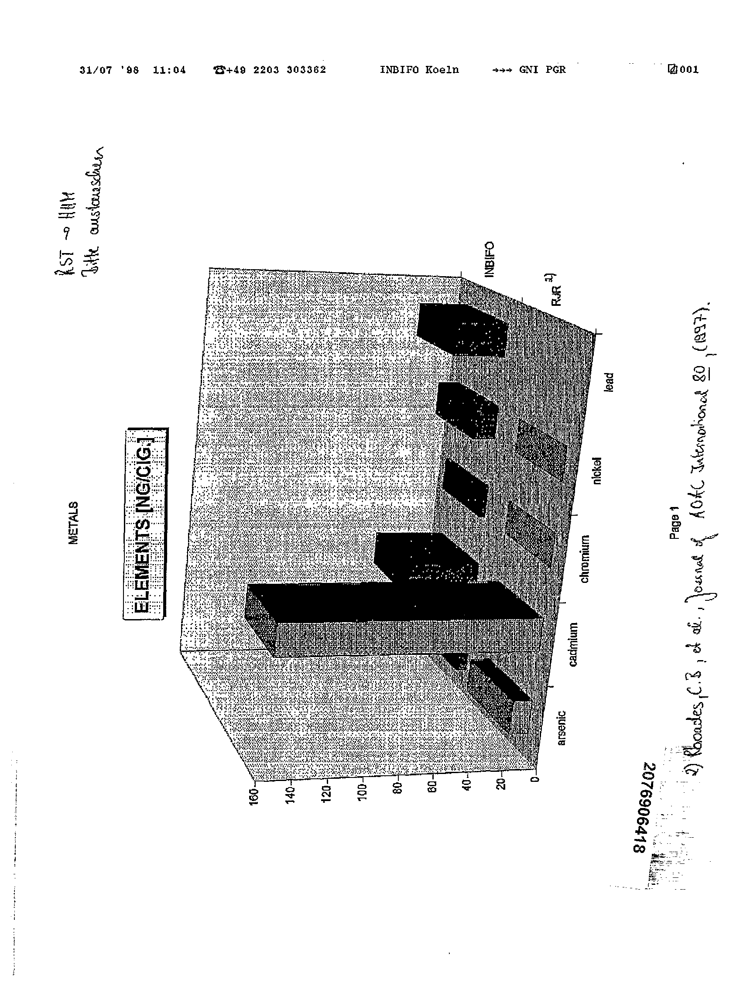 31/07 '98 11:04 ☎+49 2203 303362 INBIFO Koeln →→→ GNI PGR 001
RST → HHM
Bitte austauschen
METALS
ELEMENTS [NG/CIG.]
160
140
120
100
80
60
40
20
0
arsenic
cadmium
chromium
nickel
lead
INBIFO
RJR 2)
Page 1
2) C.B, et al., Journal of AOAC International 80, (1997).
2076906418